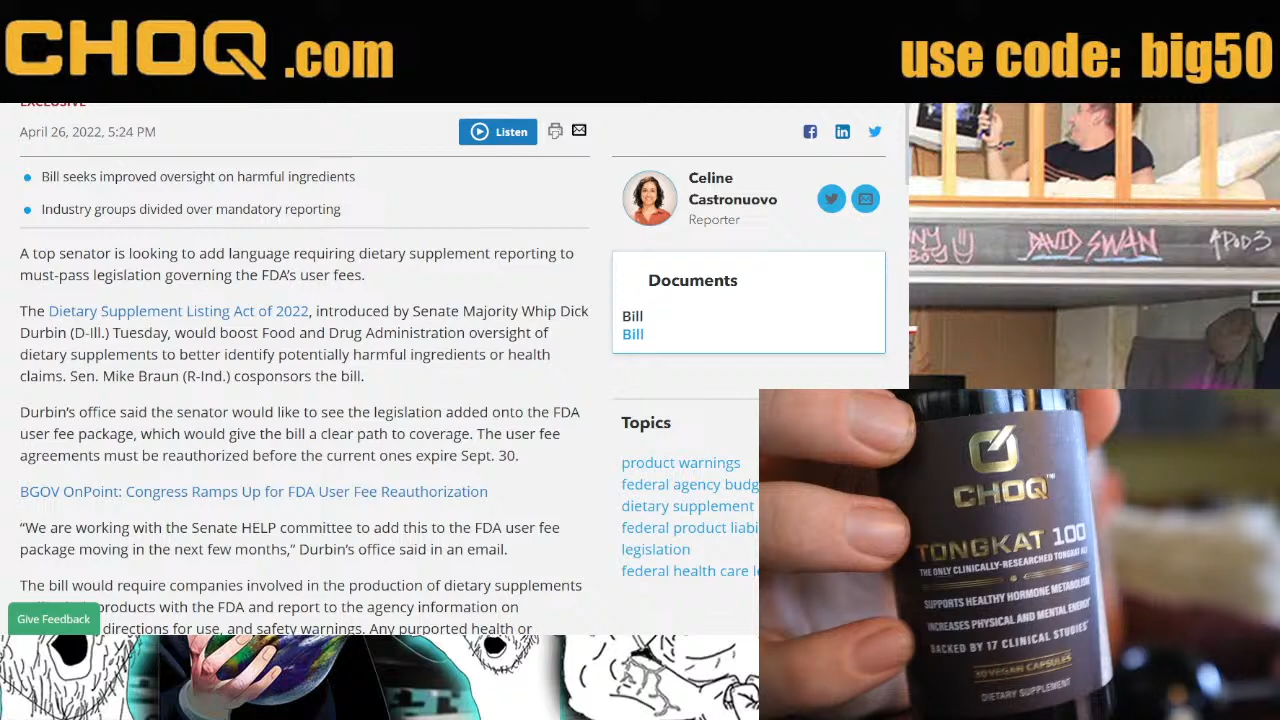 CHOQ.com
use code: big50
EXCLUSIVE
April 26, 2022, 5:24 PM
Listen
Bill seeks improved oversight on harmful ingredients
Industry groups divided over mandatory reporting
A top senator is looking to add language requiring dietary supplement reporting to
must-pass legislation governing the FDA's user fees.
The Dietary Supplement Listing Act of 2022, introduced by Senate Majority Whip Dick
Durbin (D-Ill.) Tuesday, would boost Food and Drug Administration oversight of
dietary supplements to better identify potentially harmful ingredients or health
claims. Sen. Mike Braun (R-Ind.) cosponsors the bill.
Durbin's office said the senator would like to see the legislation added onto the FDA
user fee package, which would give the bill a clear path to coverage. The user fee
agreements must be reauthorized before the current ones expire Sept. 30.
BGOV OnPoint: Congress Ramps Up for FDA User Fee Reauthorization
“We are working with the Senate HELP committee to add this to the FDA user fee
package moving in the next few months,” Durbin's office said in an email.
The bill would require companies involved in the production of dietary supplements
products with the FDA and report to the agency information on
directions for use, and safety warnings. Any purported health or
Give Feedback
Celine
Castronuovo
Reporter
Documents
Bill
Bill
Topics
product warnings
federal agency budg
dietary supplement
federal product liabi
legislation
federal health care l
NY
BOJ
DAVID SWAN
POD3
CHOQ™
TONGKAT 100
THE ONLY CLINICALLY-RESEARCHED TONGKAT ALI
SUPPORTS HEALTHY HORMONE METABOLISM
INCREASES PHYSICAL AND MENTAL ENERGY
BACKED BY 17 CLINICAL STUDIES
30 VEGAN CAPSULES
DIETARY SUPPLEMENT